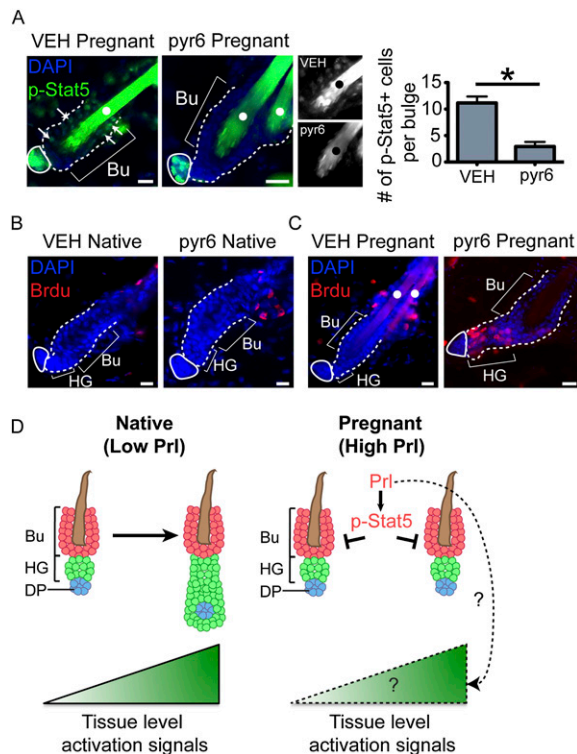 A
VEH Pregnant
pyr6 Pregnant
DAPI
p-Stat5
Bu
Bu
VEH
pyr6
*
# of p-Stat5+ cells
per bulge
15
10
5
0
VEH
pyr6
B
VEH Native
pyr6 Native
DAPI
Brdu
Bu
HG
Bu
HG
C
VEH Pregnant
pyr6 Pregnant
DAPI
Brdu
Bu
HG
Bu
HG
D
Native
(Low Prl)
Pregnant
(High Prl)
Bu
HG
DP
Prl
p-Stat5
Bu
HG
DP
?
?
Tissue level
activation signals
Tissue level
activation signals